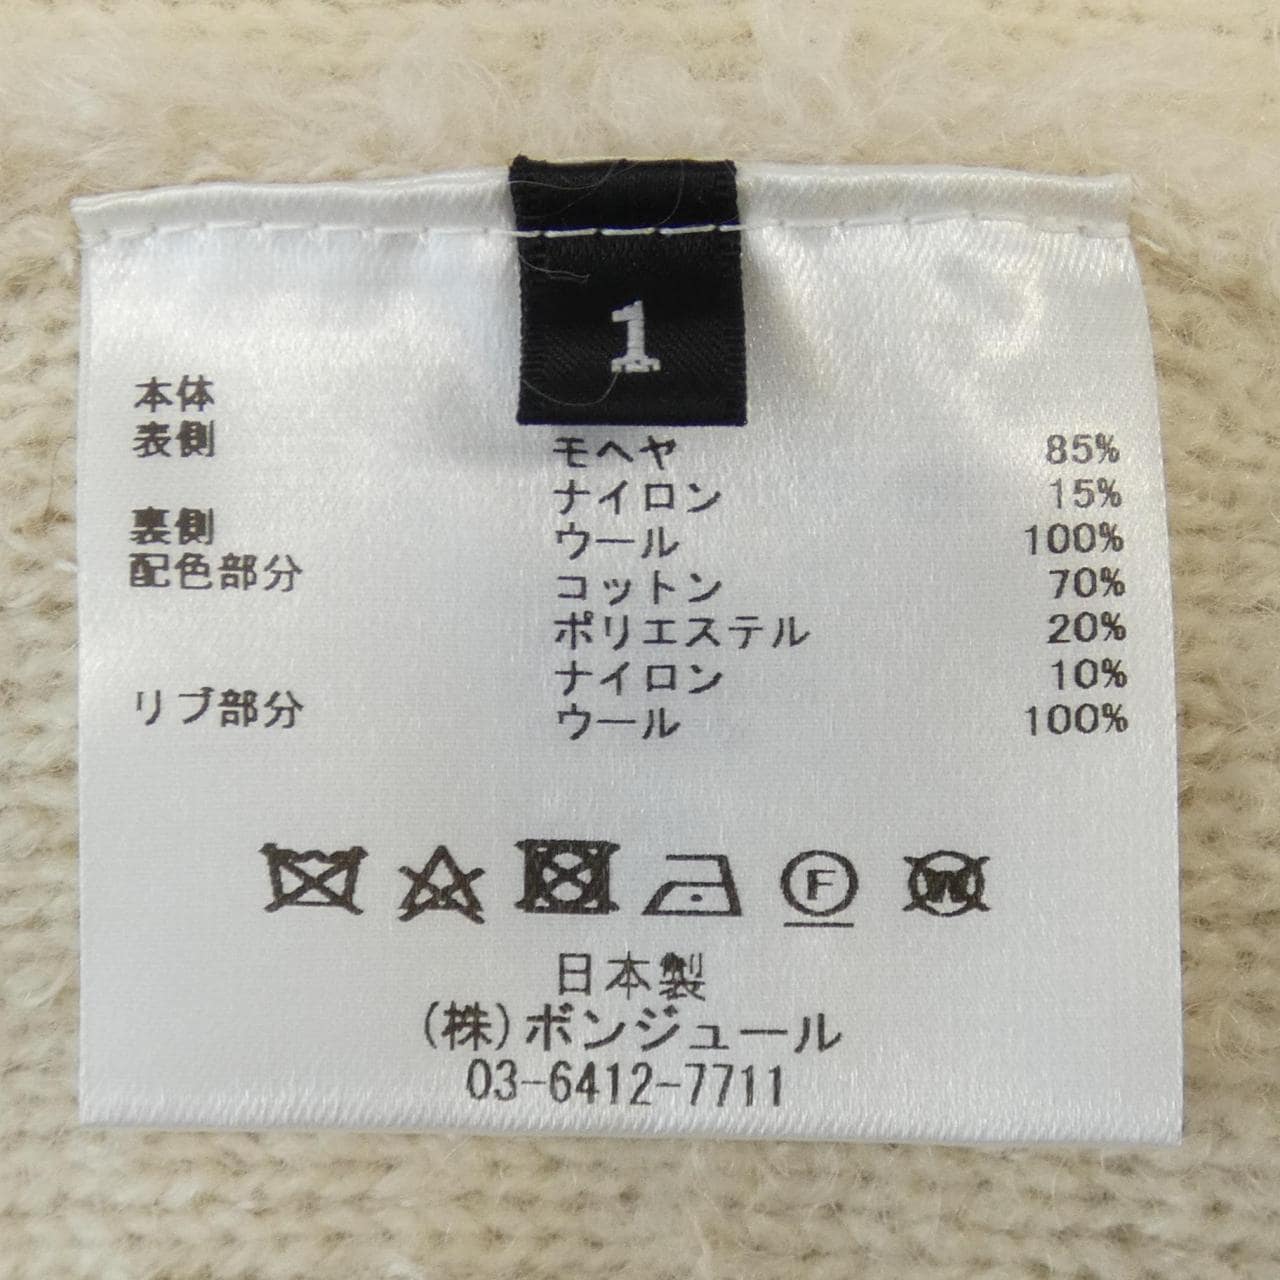 1
本体
表側 モヘヤ 85%
ナイロン 15%
裏側 ウール 100%
配色部分 コットン 70%
ポリエステル 20%
ナイロン 10%
リブ部分 ウール 100%
F W
日本製
(株)ボンジュール
03-6412-7711